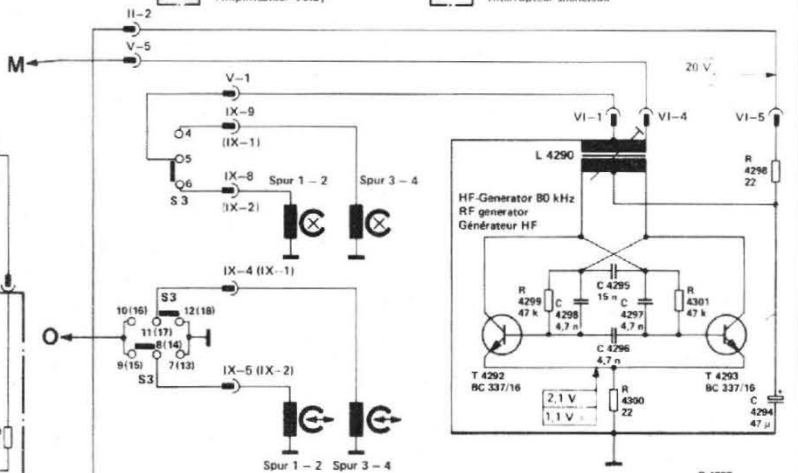 II-2
V-5
M
V-1
20 V
IX-9
(IX-1)
VI-1
VI-4
VI-5
4
5
6
S 3
L 4290
R
4298
22
IX-8
(IX-2)
Spur 1-2
Spur 3-4
HF-Generator 80 kHz
RF generator
Générateur HF
IX-4 (IX-1)
S3
10(16)
12(18)
11(17)
8(14)
9(15)
7(13)
S3
O
C 4295
15 n
R
4299
47 k
C
4298
4,7 n
C
4297
4,7 n
R
4301
47 k
C 4296
4,7 n
IX-5 (IX-2)
T 4292
BC 337/16
T 4293
BC 337/16
2,1 V
1,1 V
R
4300
22
C
4294
47 µ
+
Spur 1-2
Spur 3-4